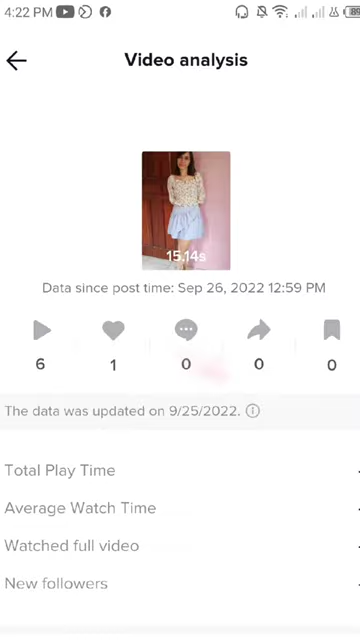 4:22 PM
Video analysis
15.14s
Data since post time: Sep 26, 2022 12:59 PM
6 1 0 0 0
The data was updated on 9/25/2022.
Total Play Time
Average Watch Time
Watched full video
New followers